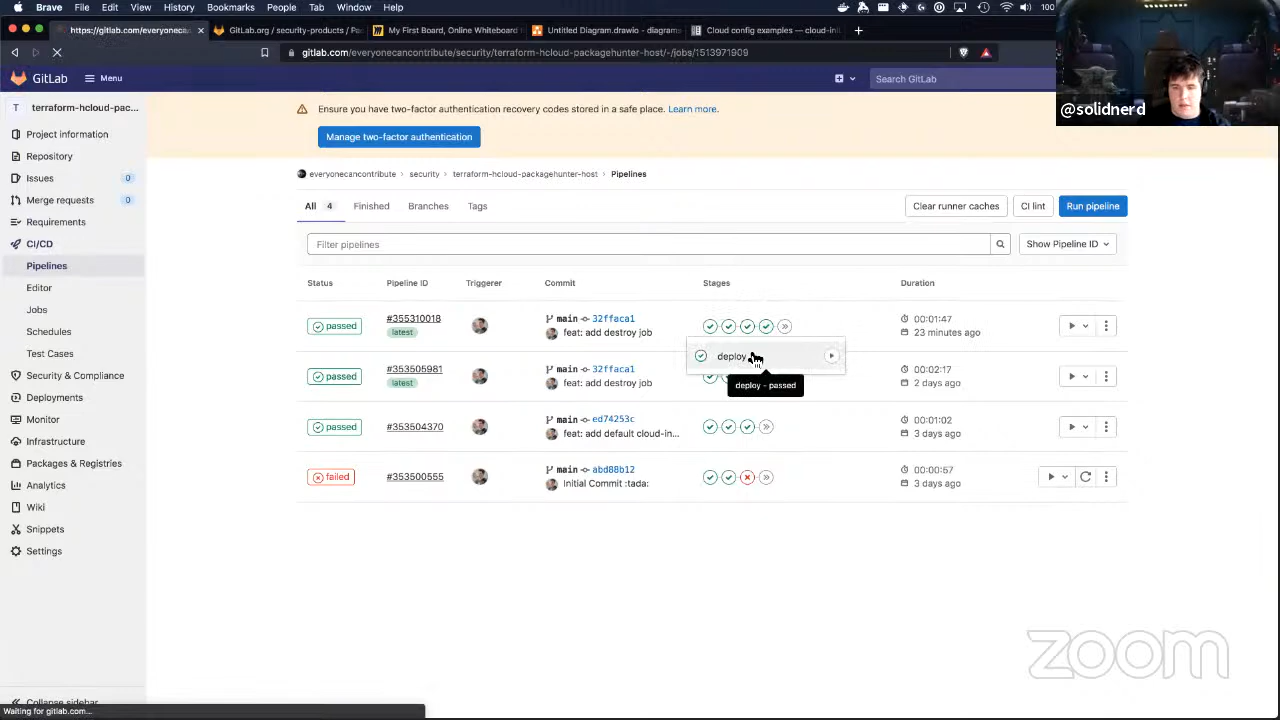 Brave File Edit View History Bookmarks People Tab Window Help
100
https://gitlab.com/everyoneca
GitLab.org / security-products / Pa
My First Board, Online Whiteboard
Untitled Diagram.drawio - diagrams
Cloud config examples — cloud-ini
gitlab.com/everyonecancontribute/security/terraform-hcloud-packagehunter-host/-/jobs/1513971909
GitLab Menu
Search GitLab
@solidnerd
T terraform-hcloud-pac...
Project information
Repository
Issues 0
Merge requests 0
Requirements
CI/CD
Pipelines
Editor
Jobs
Schedules
Test Cases
Security & Compliance
Deployments
Monitor
Infrastructure
Packages & Registries
Analytics
Wiki
Snippets
Settings
Collapse sidebar
Ensure you have two-factor authentication recovery codes stored in a safe place. Learn more.
Manage two-factor authentication
everyonecancontribute > security > terraform-hcloud-packagehunter-host > Pipelines
All 4 Finished Branches Tags
Clear runner caches CI lint Run pipeline
Filter pipelines
Show Pipeline ID
Status Pipeline ID Triggerer Commit Stages Duration
passed #355310018 main 32ffaca1 00:01:47
latest feat: add destroy job 23 minutes ago
deploy
deploy - passed
passed #353505981 main 32ffaca1 00:02:17
latest feat: add destroy job 2 days ago
passed #353504370 main ed74253c 00:01:02
feat: add default cloud-in... 3 days ago
failed #353500555 main abd88b12 00:00:57
Initial Commit :tada: 3 days ago
zoom
Waiting for gitlab.com...